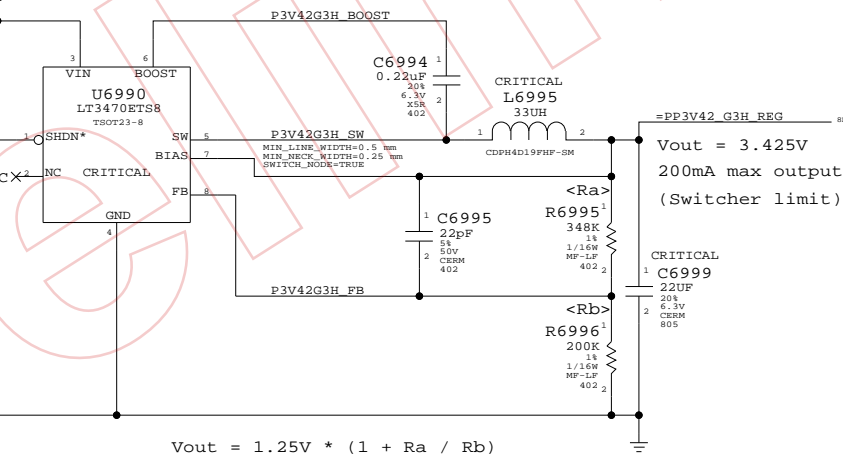 P3V42G3H_BOOST
3
6
VIN
BOOST
U6990
LT3470ETS8
TSOT23-8
1
SHDN*
SW
5
BIAS
7
2
NC
CRITICAL
FB
8
GND
4
C6994
1
0.22uF
20%
6.3V
X5R
402
2
CRITICAL
L6995
33UH
1
2
CDPH4D19FHF-SM
P3V42G3H_SW
MIN_LINE_WIDTH=0.5 mm
MIN_NECK_WIDTH=0.25 mm
SWITCH_NODE=TRUE
=PP3V42_G3H_REG
Vout = 3.425V
200mA max output
(Switcher limit)
1
C6995
22pF
5%
50V
CERM
402
2
<Ra>
R6995
1
348K
1%
1/16W
MF-LF
402
2
CRITICAL
1
C6999
22UF
20%
6.3V
CERM
805
2
P3V42G3H_FB
<Rb>
R6996
1
200K
1%
1/16W
MF-LF
402
2
Vout = 1.25V * (1 + Ra / Rb)